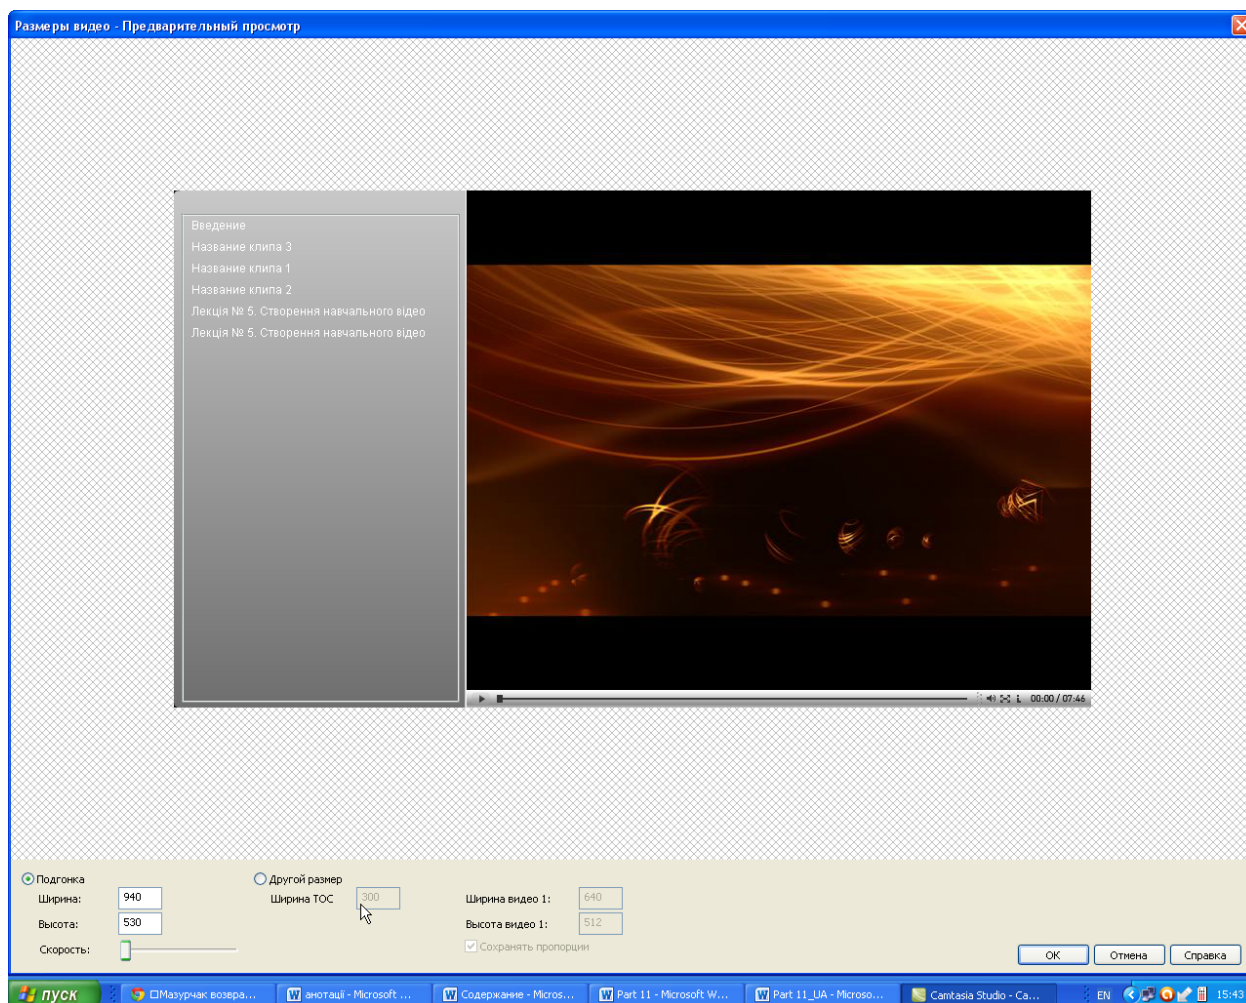 Размеры видео - Предварительный просмотр
Введение
Название клипа 3
Название клипа 1
Название клипа 2
Лекція № 5. Створення навчального відео
Лекція № 5. Створення навчального відео
00:00 / 07:46
Подгонка
Другой размер
Ширина: 940
Ширина TOC 300
Ширина видео 1: 640
Высота: 530
Высота видео 1: 512
Скорость:
Сохранять пропорции
OK
Отмена
Справка
пуск
Мазурчак возвра...
анотації - Microsoft ...
Содержание - Micros...
Part 11 - Microsoft W...
Part 11_UA - Microso...
Camtasia Studio - Ca...
EN
15:43